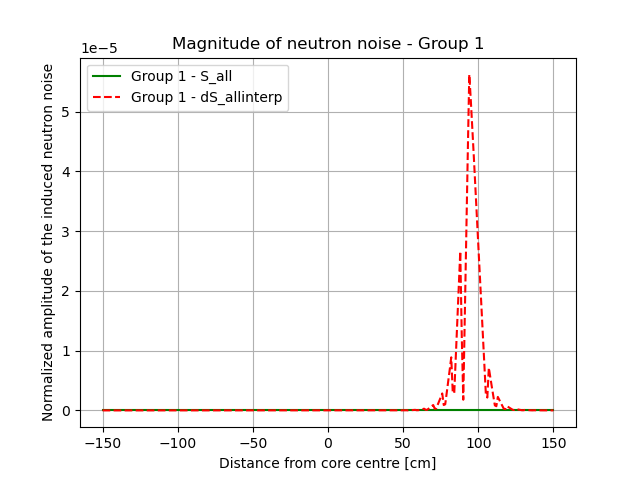 Magnitude of neutron noise - Group 1
1e−5
Group 1 - S_all
Group 1 - dS_allinterp
Normalized amplitude of the induced neutron noise
5
4
3
2
1
0
−150
−100
−50
0
50
100
150
Distance from core centre [cm]